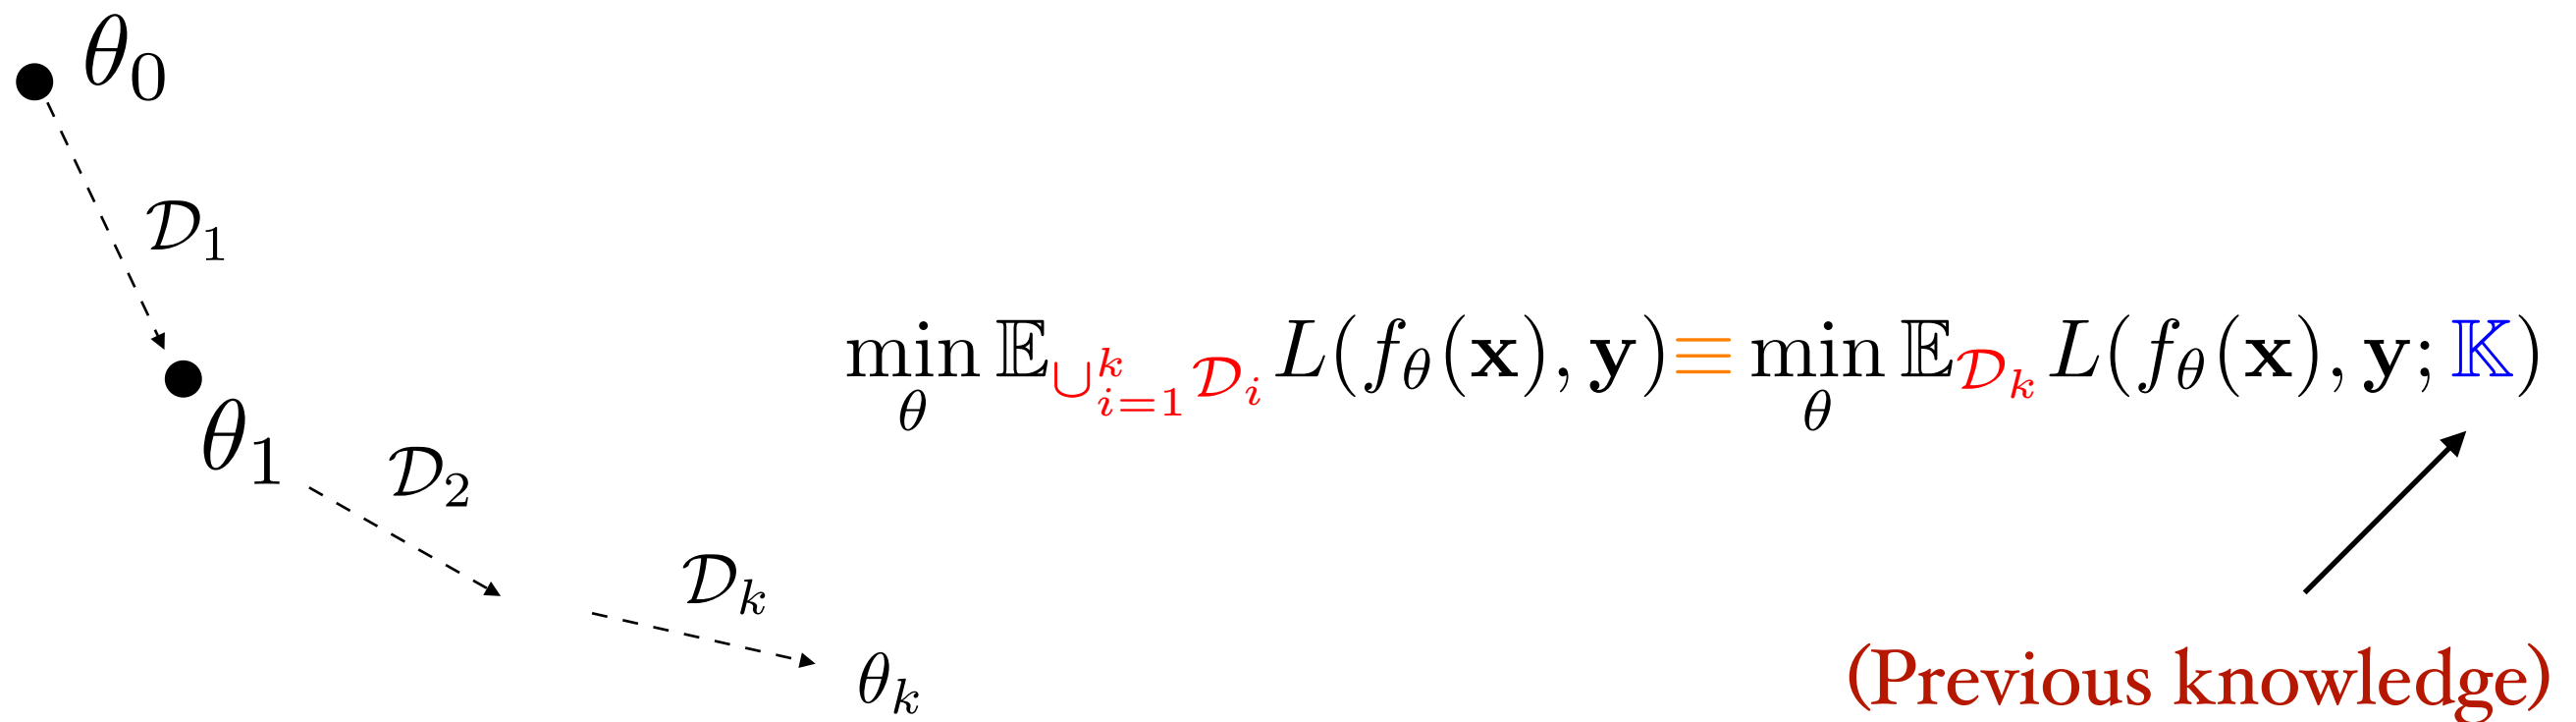 θ₀
𝒟₁
θ₁
𝒟₂
𝒟ₖ
θₖ
min_θ 𝔼_{∪_{i=1}^{k} 𝒟_i} L(f_θ(𝐱), 𝐲) ≡ min_θ 𝔼_{𝒟_k} L(f_θ(𝐱), 𝐲; 𝕂)
(Previous knowledge)